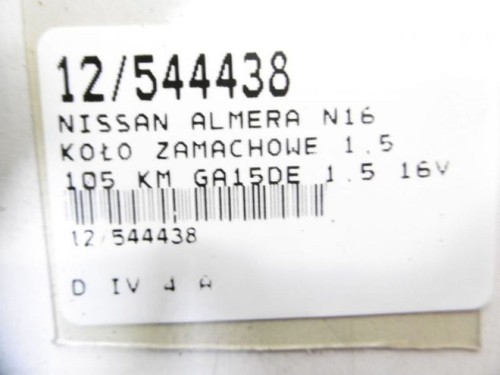 12/544438
NISSAN ALMERA N16
KOŁO ZAMACHOWE 1.5
105 KM GA15DE 1.5 16V
12/544438
D IV 4 A